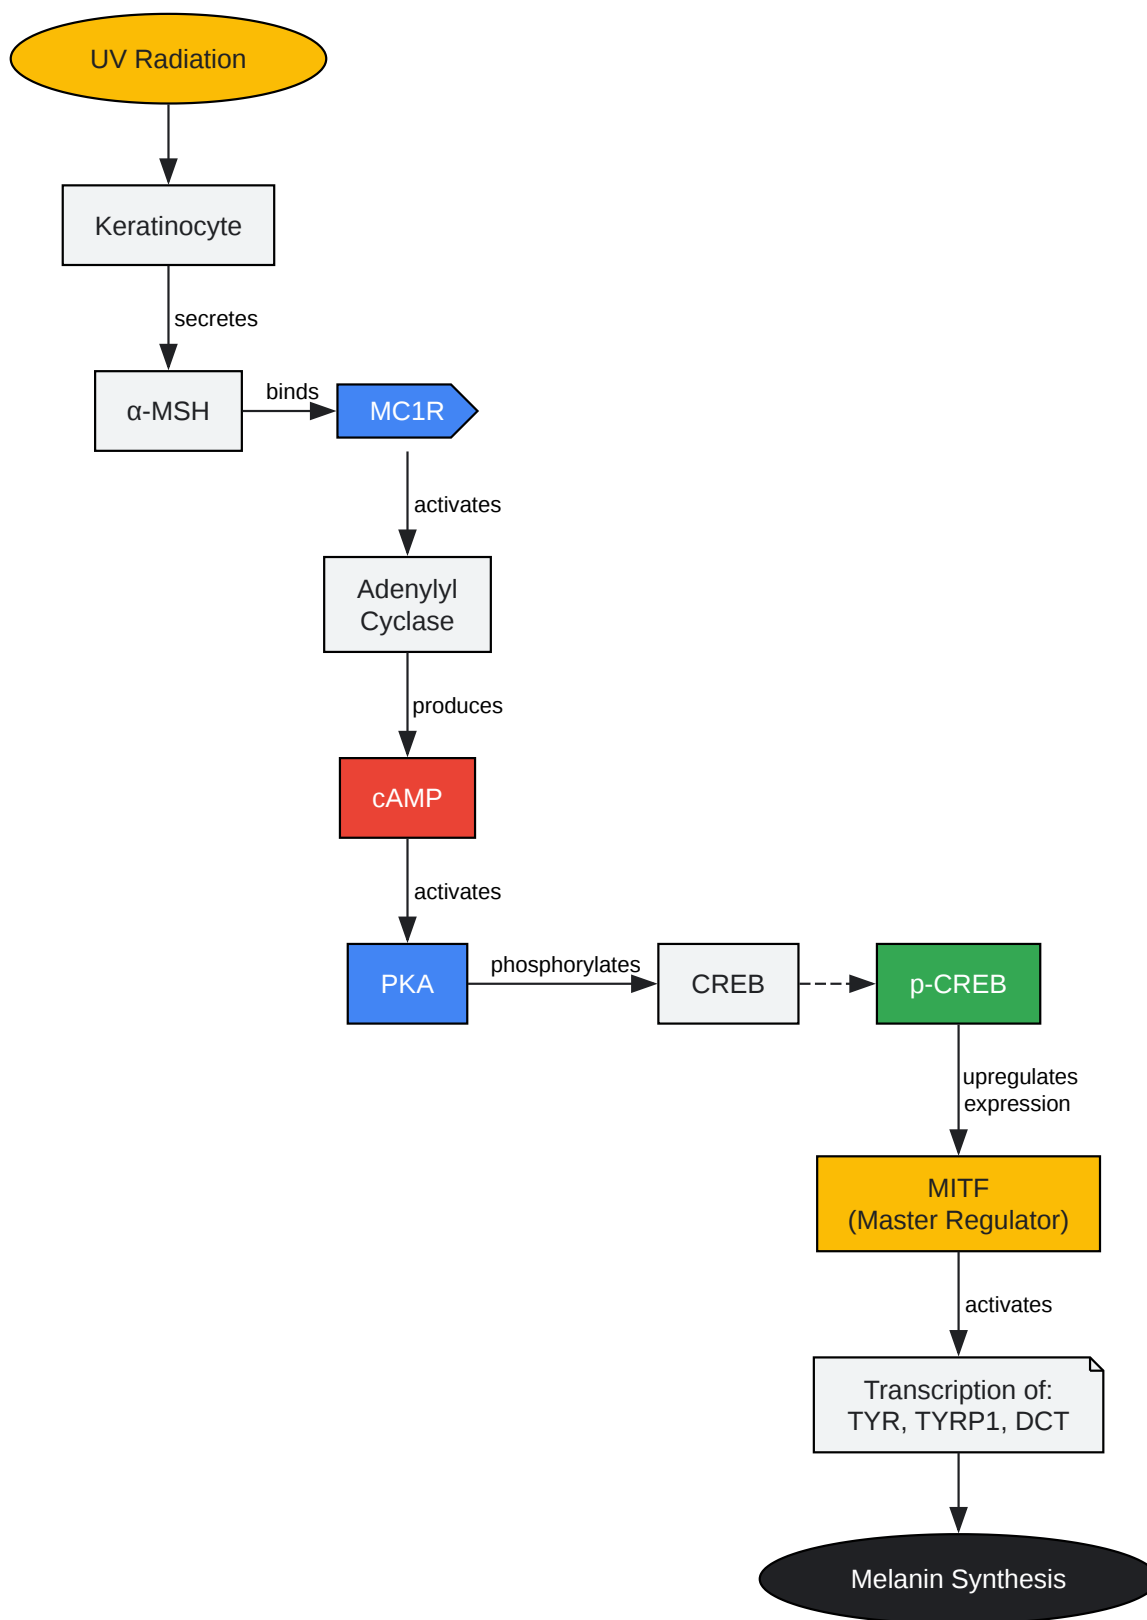 UV Radiation
Keratinocyte
secretes
α-MSH
binds
MC1R
activates
Adenylyl
Cyclase
produces
cAMP
activates
PKA
phosphorylates
CREB
p-CREB
upregulates
expression
MITF
(Master Regulator)
activates
Transcription of:
TYR, TYRP1, DCT
Melanin Synthesis